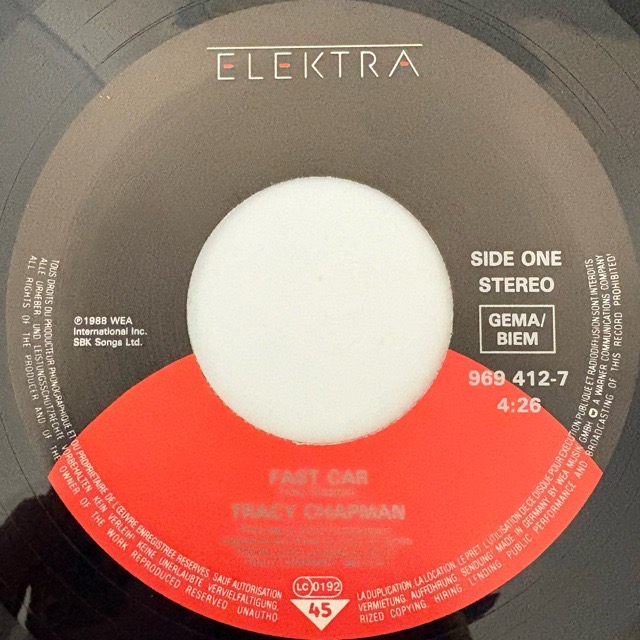 ELEKTRA
SIDE ONE
STEREO
GEMA/
BIEM
969 412-7
4:26
℗1988 WEA
International Inc.
SBK Songs Ltd.
FAST CAR
TRACY CHAPMAN
LC 0192
45
TOUS DROITS DU PRODUCTEUR PHONOGRAPHIQUE ET DU PROPRIETAIRE DE L'ŒUVRE ENREGISTREE RESERVES. SAUF AUTORISATION LA DUPLICATION, LA LOCATION, LE PRET, L'UTILISATION DE CE DISQUE POUR EXECUTION PUBLIQUE ET RADIODIFFUSION SONT INTERDITS
ALLE URHEBER UND LEISTUNGSSCHUTZRECHTE VORBEHALTEN. KEIN VERLEIH! KEINE UNERLAUBTE VERVIELFÄLTIGUNG, VERMIETUNG, AUFFÜHRUNG, SENDUNG! MADE IN GERMANY BY WEA MUSIK GMBH A WARNER COMMUNICATIONS COMPANY
ALL RIGHTS OF THE PRODUCER AND OF THE OWNER OF THE WORK REPRODUCED RESERVED UNAUTHORIZED COPYING, HIRING, LENDING, PUBLIC PERFORMANCE AND BROADCASTING OF THIS RECORD PROHIBITED!